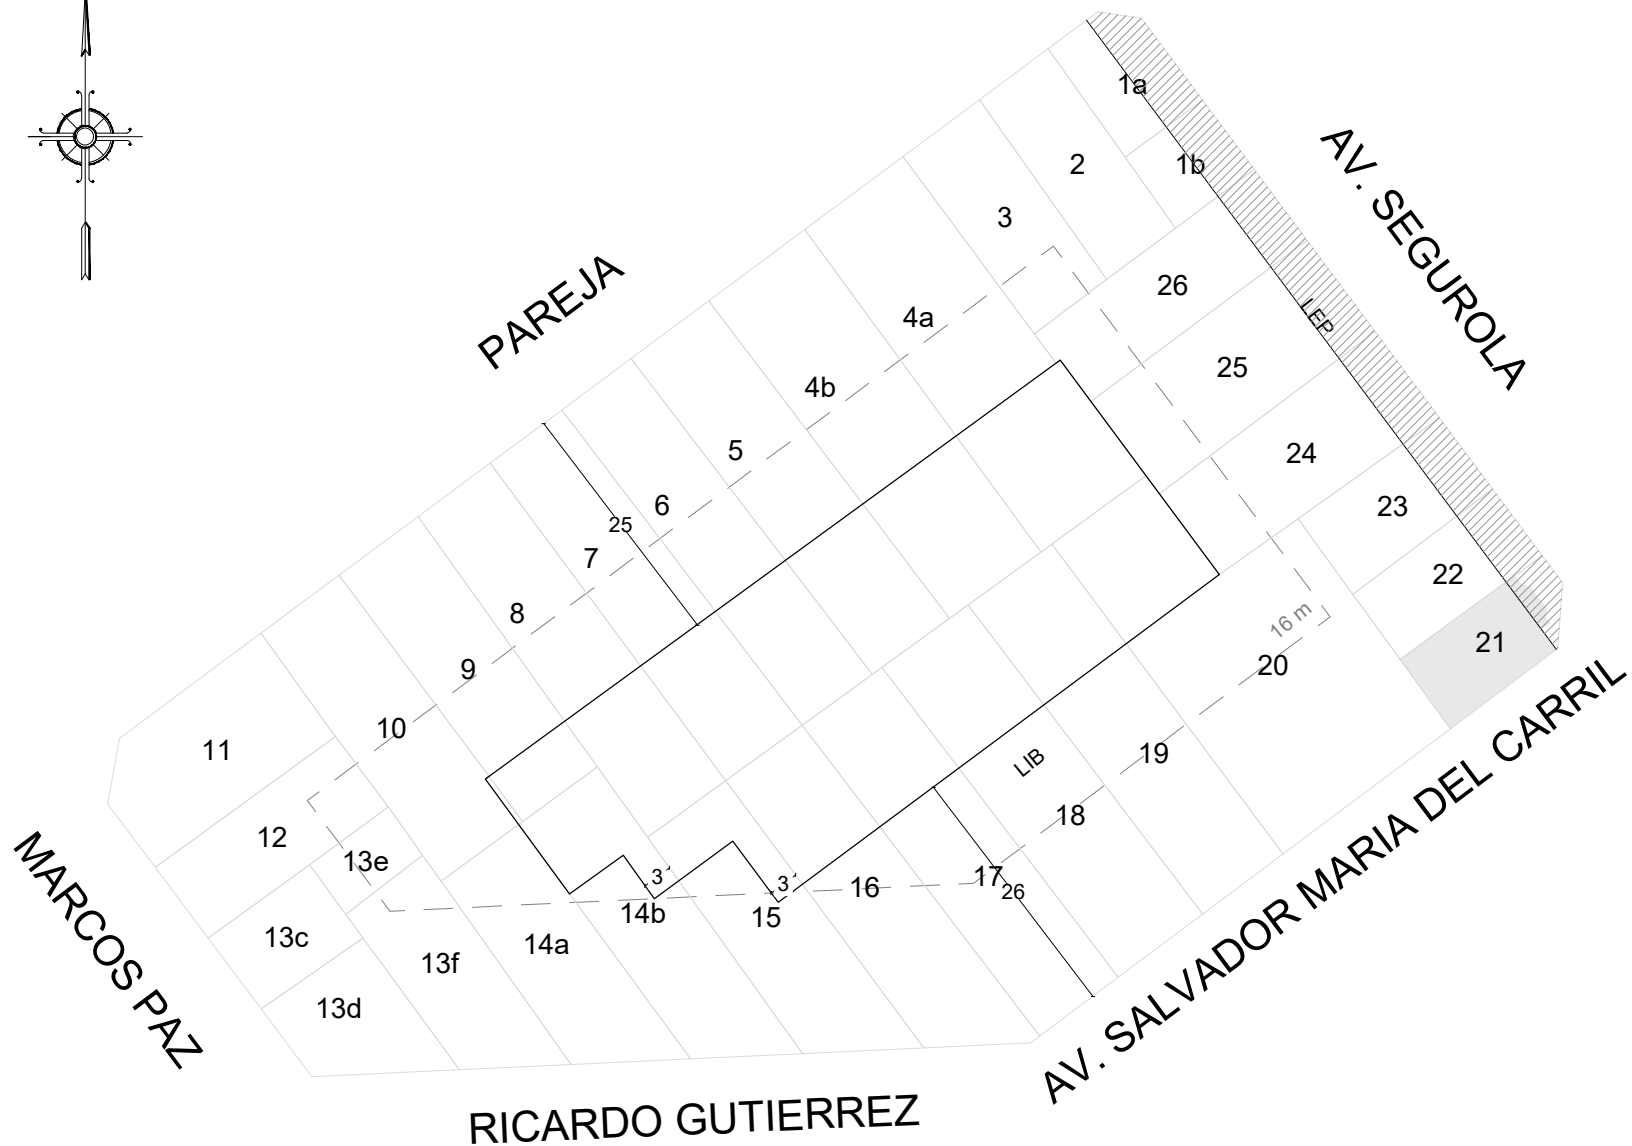 1a
1b
AV. SEGUROLA
2
3
26
PAREJA
LEP
4a
25
4b
5
24
6
23
25
7
22
8
16 m
21
9
20
10
11
19
LIB
18
12
MARCOS PAZ
13e
3
3
17
16
26
14b
15
13c
14a
13f
13d
AV. SALVADOR MARIA DEL CARRIL
RICARDO GUTIERREZ